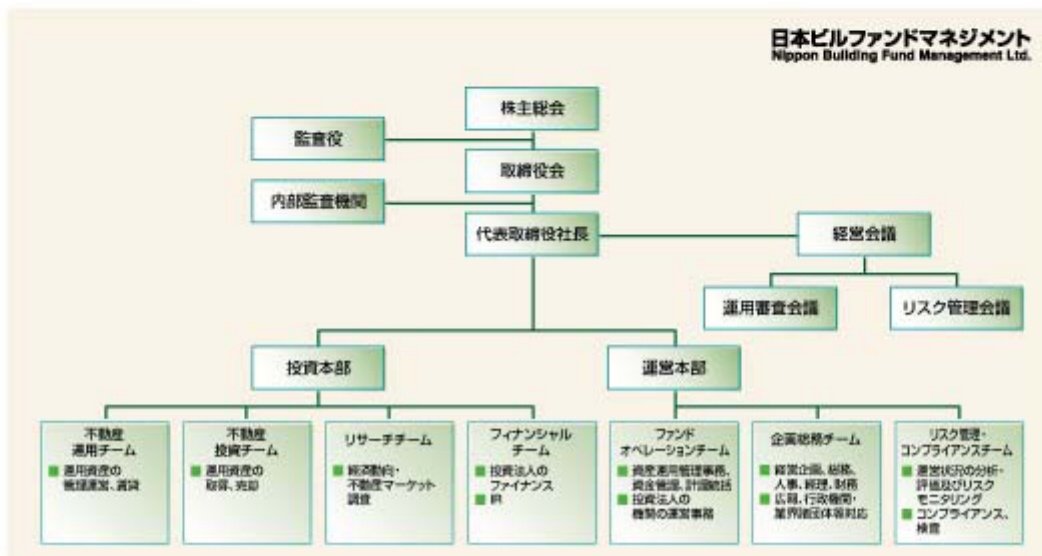 日本ビルファンドマネジメント
Nippon Building Fund Management Ltd.
株主総会
監査役
取締役会
内部監査機関
代表取締役社長
経営会議
運用審査会議
リスク管理会議
投資本部
運営本部
不動産
運用チーム
運用資産の
管理運営、賃貸
不動産
投資チーム
運用資産の
取得、売却
リサーチチーム
経済動向・
不動産マーケット
調査
フィナンシャル
チーム
投資法人の
ファイナンス
IR
ファンド
オペレーションチーム
資産運用管理事務、
資金管理、計画統括
投資法人の
機関の運営事務
企画総務チーム
経営企画、総務、
人事、経理、財務
広報、行政機関・
業界諸団体等対応
リスク管理・
コンプライアンスチーム
運営状況の分析・
評価及びリスク
モニタリング
コンプライアンス、
検査